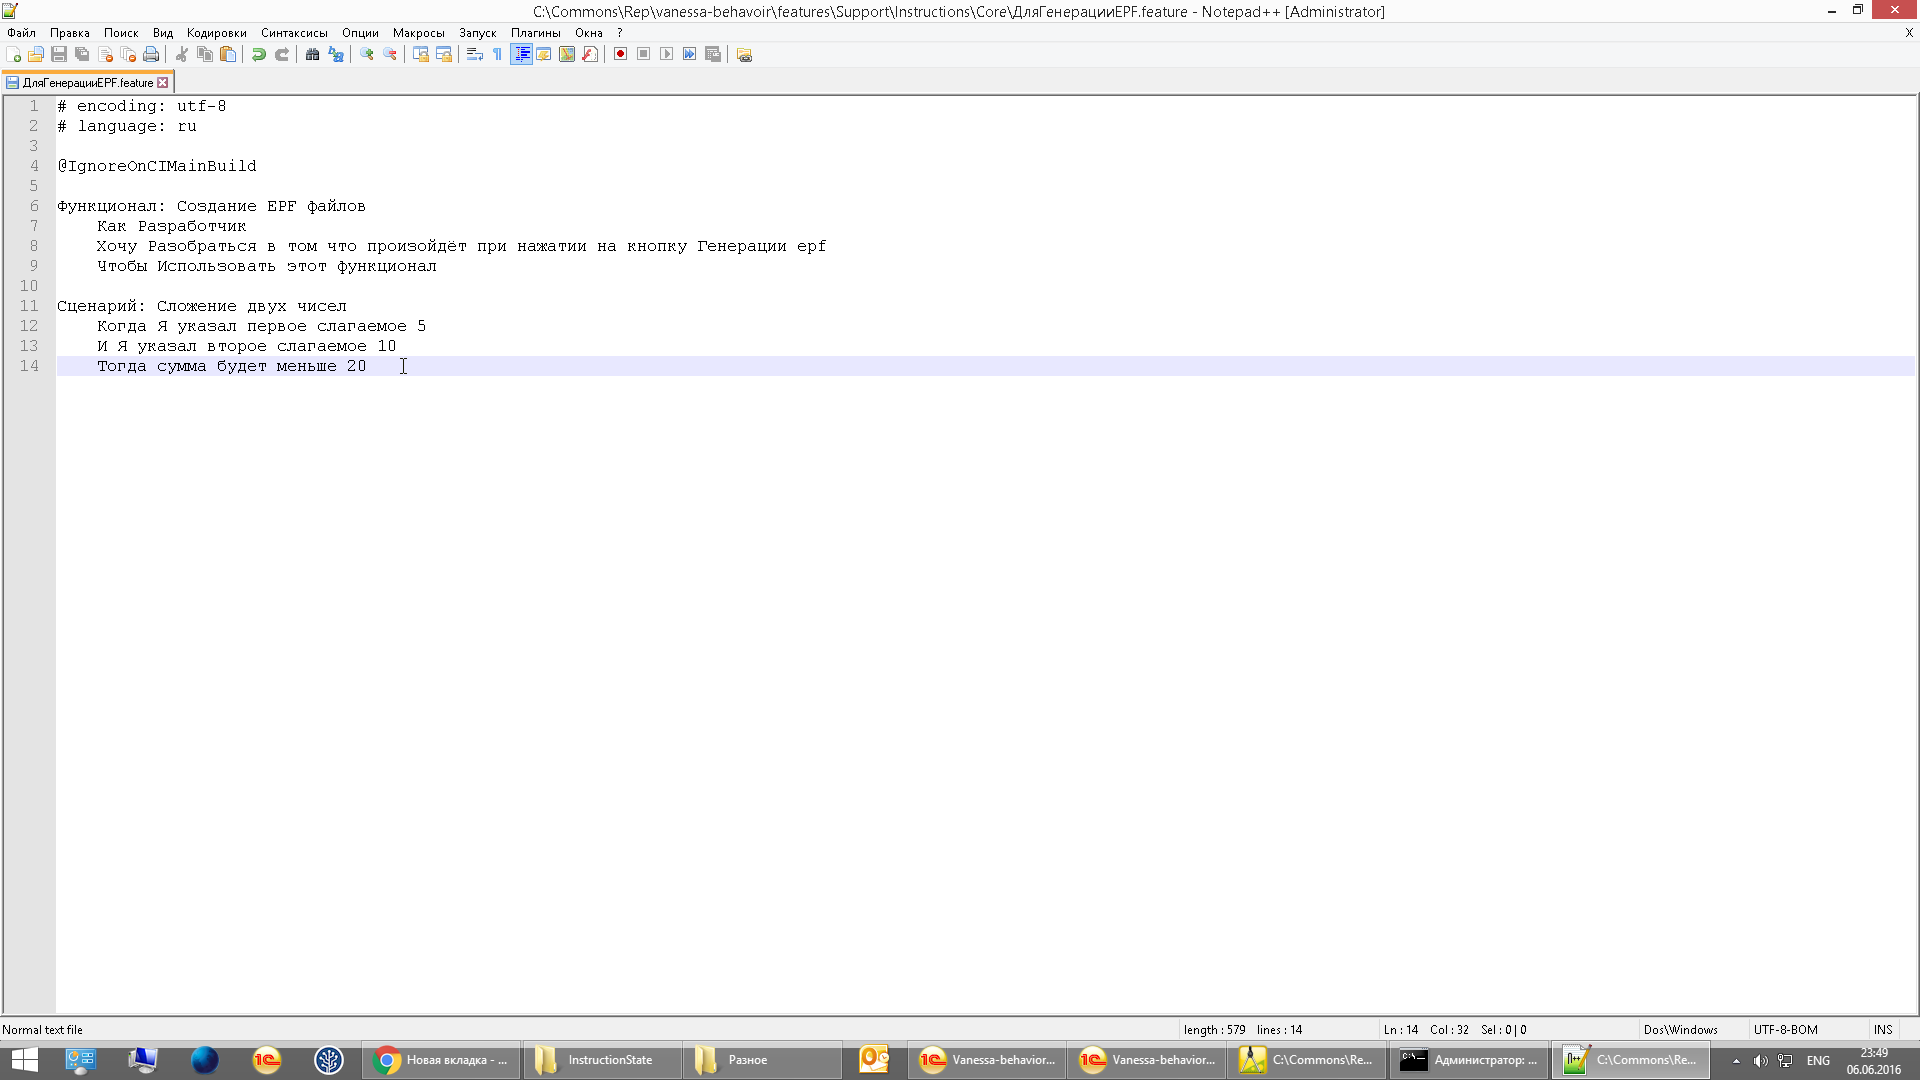 C:\Commons\Rep\vanessa-behavoir\features\Support\Instructions\Core\ДляГенерацииEPF.feature - Notepad++ [Administrator]
Файл Правка Поиск Вид Кодировки Синтаксисы Опции Макросы Запуск Плагины Окна ? X
ДляГенерацииEPF.feature
1 # encoding: utf-8
2 # language: ru
3
4 @IgnoreOnCIMainBuild
5
6 Функционал: Создание EPF файлов
7 Как Разработчик
8 Хочу Разобраться в том что произойдёт при нажатии на кнопку Генерации epf
9 Чтобы Использовать этот функционал
10
11 Сценарий: Сложение двух чисел
12 Когда Я указал первое слагаемое 5
13 И Я указал второе слагаемое 10
14 Тогда сумма будет меньше 20
Normal text file length : 579 lines : 14 Ln : 14 Col : 32 Sel : 0 | 0 Dos\Windows UTF-8-BOM INS
Новая вкладка - ... InstructionState Разное Vanessa-behavior... Vanessa-behavior... C:\Commons\Re... Администратор: ... C:\Commons\Re... ENG 23:49
06.06.2016